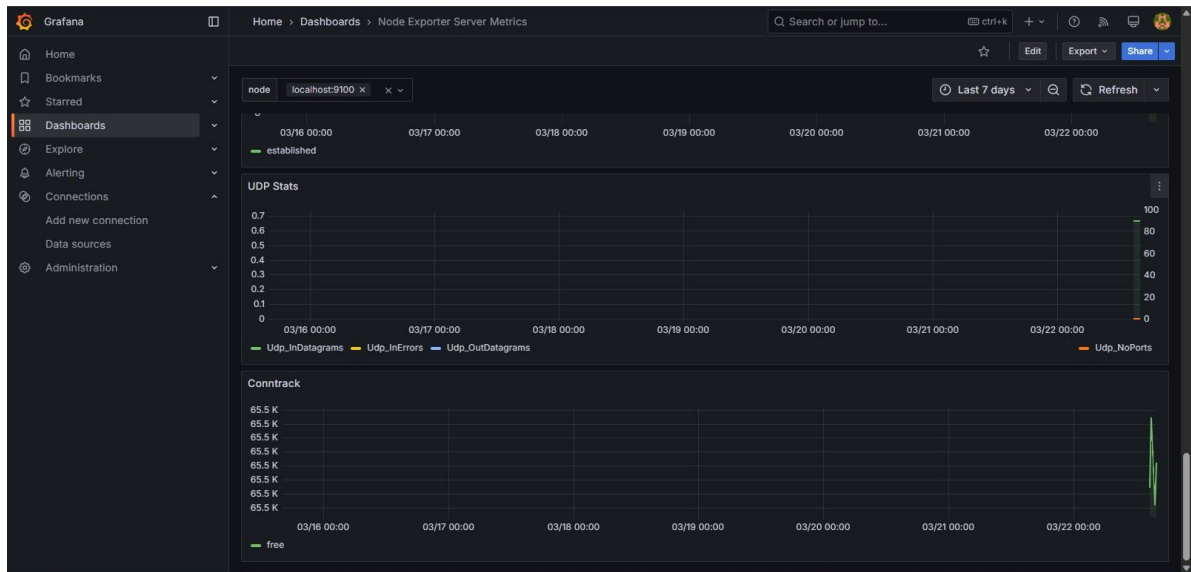 Grafana
Home › Dashboards › Node Exporter Server Metrics
Search or jump to...
ctrl+k
Home
Bookmarks
Starred
Dashboards
Explore
Alerting
Connections
Add new connection
Data sources
Administration
Edit
Export
Share
node localhost:9100
Last 7 days
Refresh
03/16 00:00 03/17 00:00 03/18 00:00 03/19 00:00 03/20 00:00 03/21 00:00 03/22 00:00
established
UDP Stats
0.7
0.6
0.5
0.4
0.3
0.2
0.1
0
100
80
60
40
20
0
03/16 00:00 03/17 00:00 03/18 00:00 03/19 00:00 03/20 00:00 03/21 00:00 03/22 00:00
Udp_InDatagrams Udp_InErrors Udp_OutDatagrams Udp_NoPorts
Conntrack
65.5 K
65.5 K
65.5 K
65.5 K
65.5 K
65.5 K
65.5 K
65.5 K
03/16 00:00 03/17 00:00 03/18 00:00 03/19 00:00 03/20 00:00 03/21 00:00 03/22 00:00
free